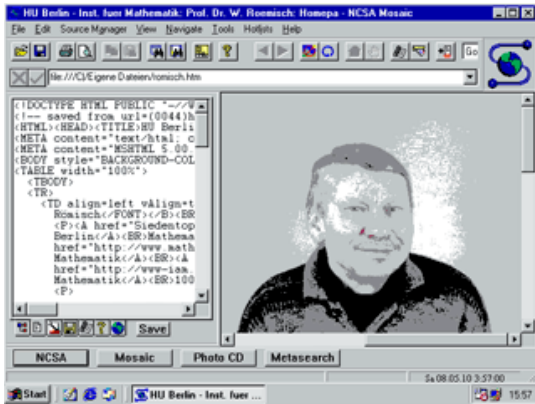 HU Berlin - Inst. fuer Mathematik: Prof. Dr. W. Roemisch: Homepa - NCSA Mosaic
File Edit Source Manager View Navigate Tools Hotlists Help
Go
file:///C|/Eigene Dateien/romisch.htm
<!DOCTYPE HTML PUBLIC "-//W
<!-- saved from url=(0044)h
<HTML><HEAD><TITLE>HU Berli
<META content="text/html; c
<META content="MSHTML 5.00.
<BODY style="BACKGROUND-COL
<TABLE width="100%">
<TBODY>
<TR>
<TD align=left vAlign=t
Romisch</FONT></B><BR
<P><A href="Siedentop
Berlin</A><BR>Mathema
href="http://www.math
Mathematik</A><BR><A
href="http://www-iam.
Mathematik</A><BR>100
<P>
Save
NCSA Mosaic Photo CD Metasearch
Sa 08.05.10 3:57:00
Start HU Berlin - Inst. fuer ... 15:57